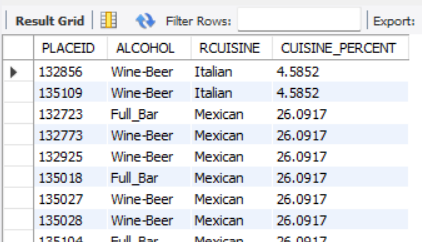 Result Grid Filter Rows: Export:
PLACEID ALCOHOL RCUISINE CUISINE_PERCENT
132856 Wine-Beer Italian 4.5852
135109 Wine-Beer Italian 4.5852
132723 Full_Bar Mexican 26.0917
132773 Wine-Beer Mexican 26.0917
132925 Wine-Beer Mexican 26.0917
135018 Full_Bar Mexican 26.0917
135027 Wine-Beer Mexican 26.0917
135028 Wine-Beer Mexican 26.0917
135104 Full_Bar Mexican 26.0917